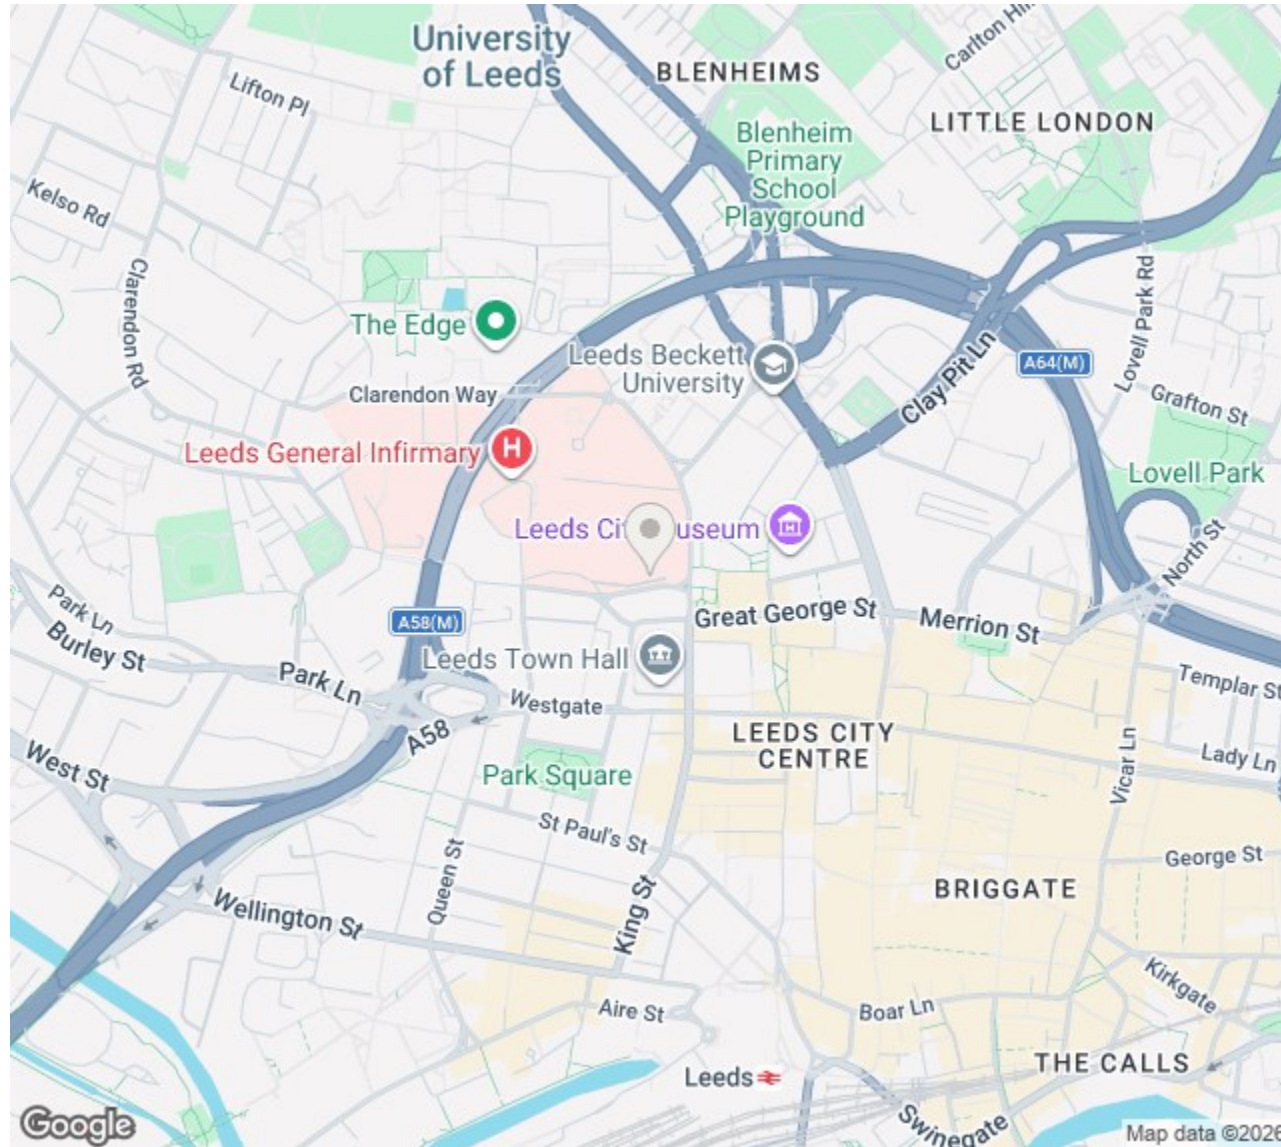 University
of Leeds
BLENHEIMS
Carlton Hill
Lifton Pl
LITTLE LONDON
Blenheim
Primary
School
Playground
Kelso Rd
Clarendon Rd
Lovell Park Rd
The Edge
Leeds Beckett
University
Clay Pit Ln
A64(M)
Clarendon Way
Grafton St
Leeds General Infirmary
H
Lovell Park
Leeds City Museum
North St
Park Ln
Burley St
A58(M)
Great George St
Merrion St
Leeds Town Hall
Park Ln
Westgate
Templar St
A58
LEEDS CITY
CENTRE
Vicar Ln
Lady Ln
West St
Park Square
St Paul's St
George St
Queen St
BRIGGATE
King St
Wellington St
Kirkgate
Aire St
Boar Ln
THE CALLS
Leeds
Swinegate
Google
Map data ©2026